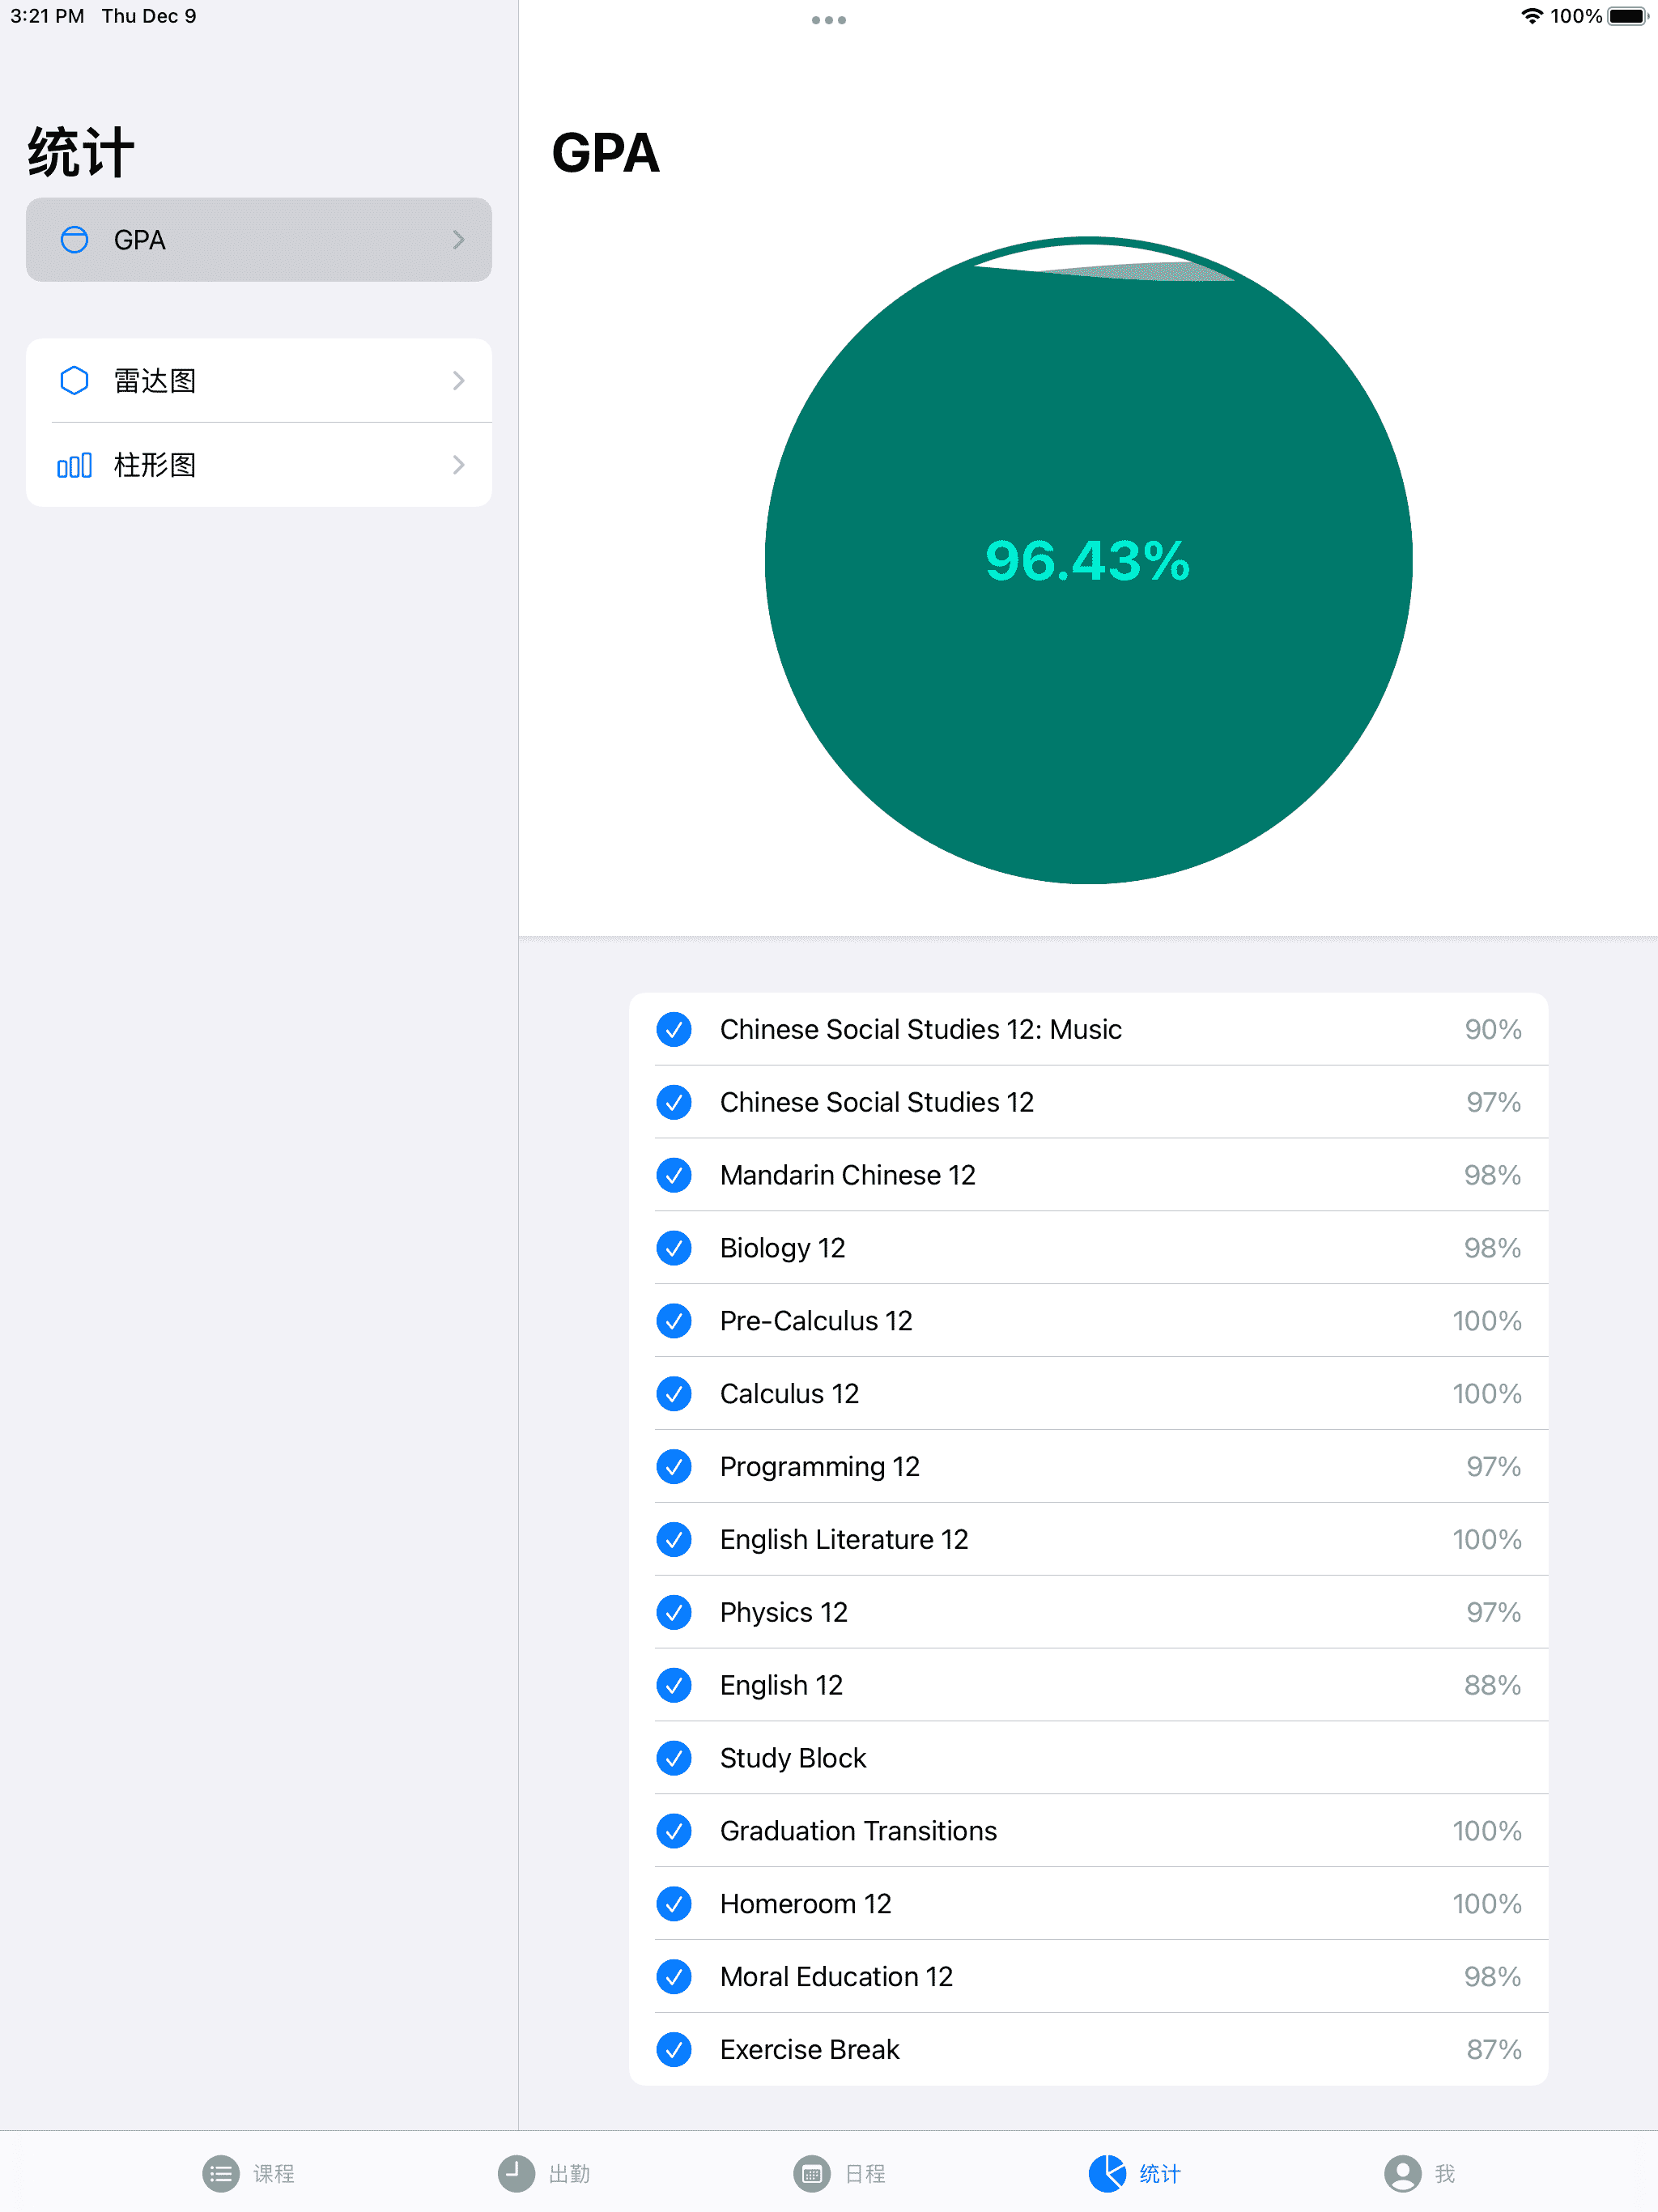 3:21 PM Thu Dec 9
100%
统计
GPA
雷达图
柱形图
GPA
96.43%
Chinese Social Studies 12: Music 90%
Chinese Social Studies 12 97%
Mandarin Chinese 12 98%
Biology 12 98%
Pre-Calculus 12 100%
Calculus 12 100%
Programming 12 97%
English Literature 12 100%
Physics 12 97%
English 12 88%
Study Block
Graduation Transitions 100%
Homeroom 12 100%
Moral Education 12 98%
Exercise Break 87%
课程 出勤 日程 统计 我